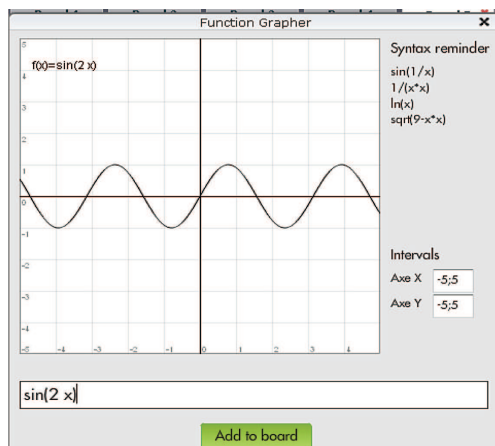 Function Grapher
5
f(x)=sin(2 x)
4
3
2
1
0
-1
-2
-3
-4
-5 -4 -3 -2 -1 0 1 2 3 4
Syntax reminder
sin(1/x)
1/(x*x)
ln(x)
sqrt(9-x*x)
Intervals
Axe X -5;5
Axe Y -5;5
sin(2 x)
Add to board